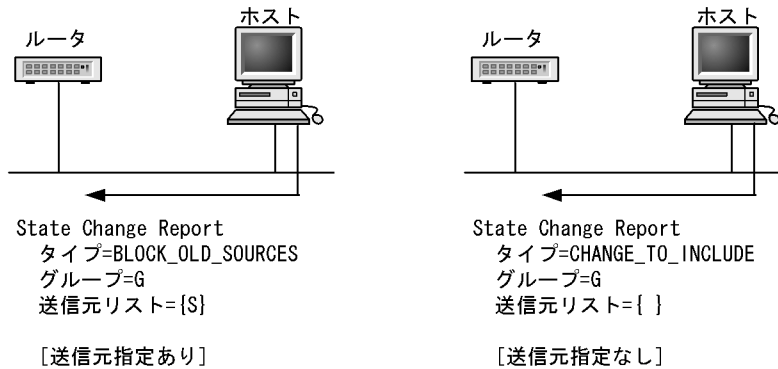 ルータ
ホスト
State Change Report
タイプ=BLOCK_OLD_SOURCES
グループ=G
送信元リスト={S}
[送信元指定あり]
ルータ
ホスト
State Change Report
タイプ=CHANGE_TO_INCLUDE
グループ=G
送信元リスト={ }
[送信元指定なし]